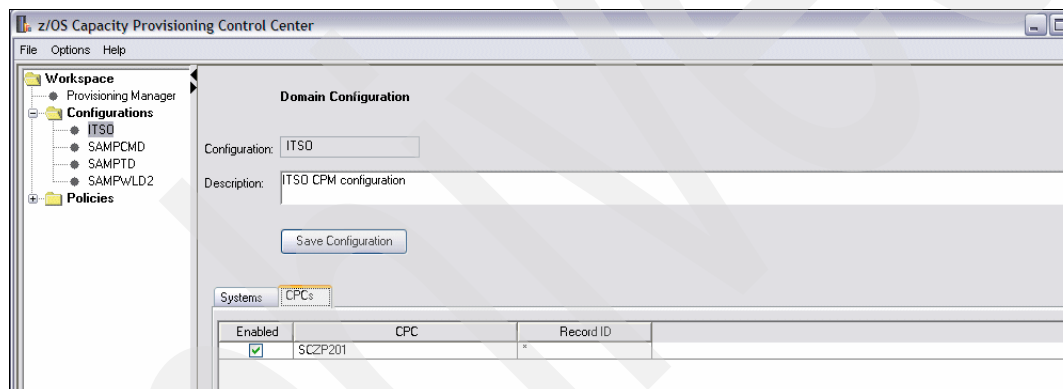 z/OS Capacity Provisioning Control Center
File Options Help
Workspace
Provisioning Manager
Configurations
ITSO
SAMPCMD
SAMPTD
SAMPWLD2
Policies
Domain Configuration
Configuration: ITSO
Description: ITSO CPM configuration
Save Configuration
Systems CPCs
Enabled CPC Record ID
SCZP201 *